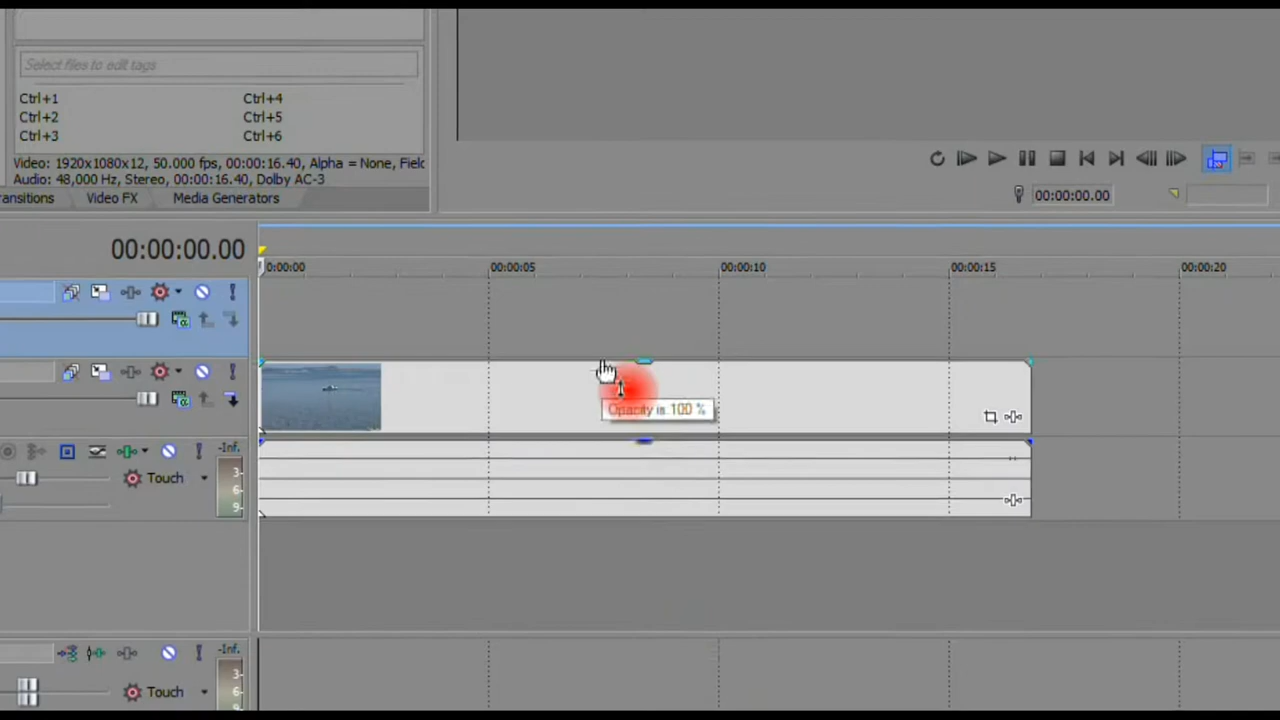 Select files to edit tags
Ctrl+1 Ctrl+4
Ctrl+2 Ctrl+5
Ctrl+3 Ctrl+6
Video: 1920x1080x12, 50.000 fps, 00:00:16.40, Alpha = None, Field
Audio: 48,000 Hz, Stereo, 00:00:16.40, Dolby AC-3
ransitions Video FX Media Generators
00:00:00.00
00:00:00.00
0:00:00 00:00:05 00:00:10 00:00:15 00:00:20
Opacity is 100 %
-Inf.
Touch
3-
6-
9-
-Inf.
Touch
3-
6-